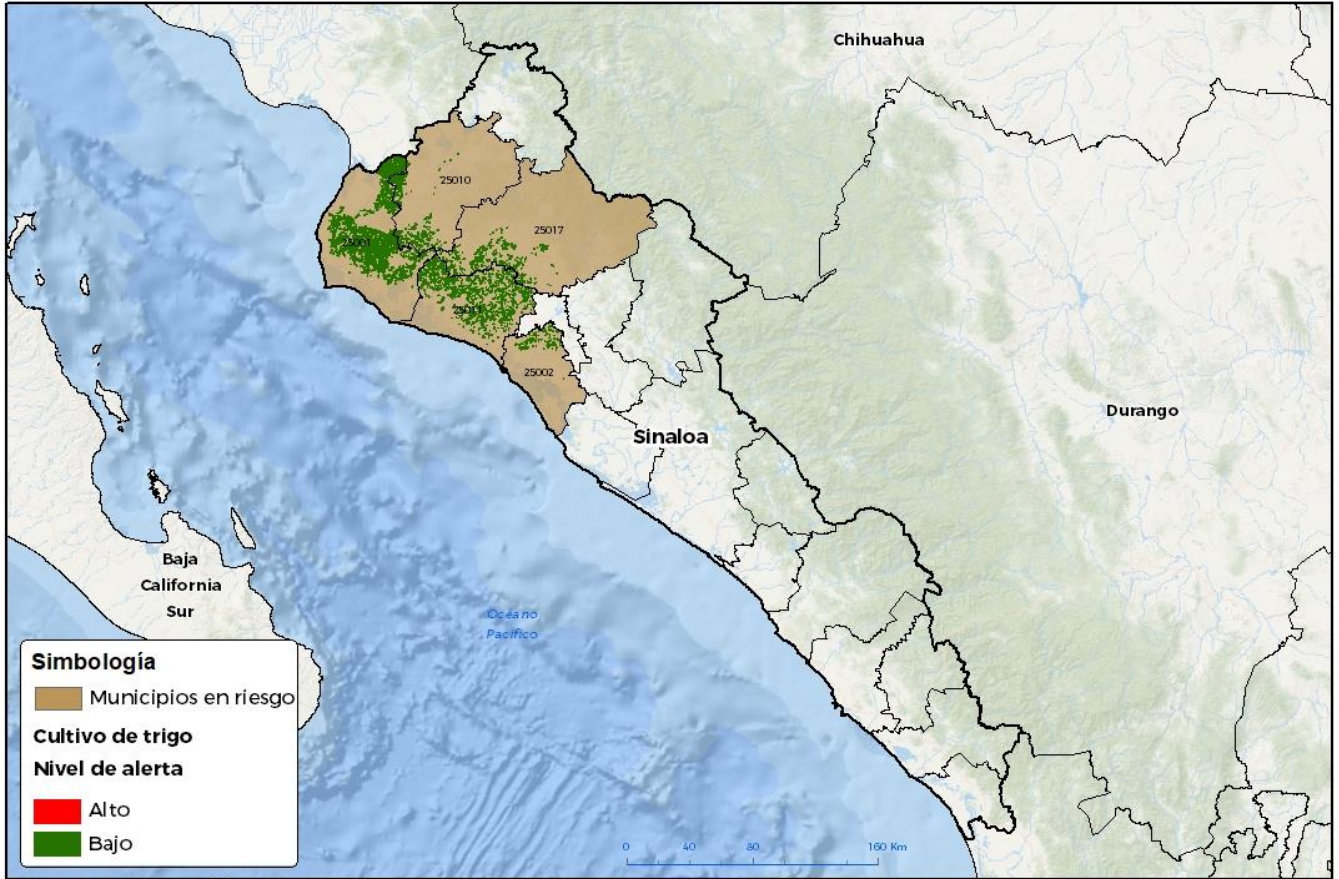 Chihuahua
25010
25017
25001
25002
Sinaloa
Durango
Baja
California
Sur
Océano
Pacífico
Simbología
Municipios en riesgo
Cultivo de trigo
Nivel de alerta
Alto
Bajo
0 40 80 160 Km